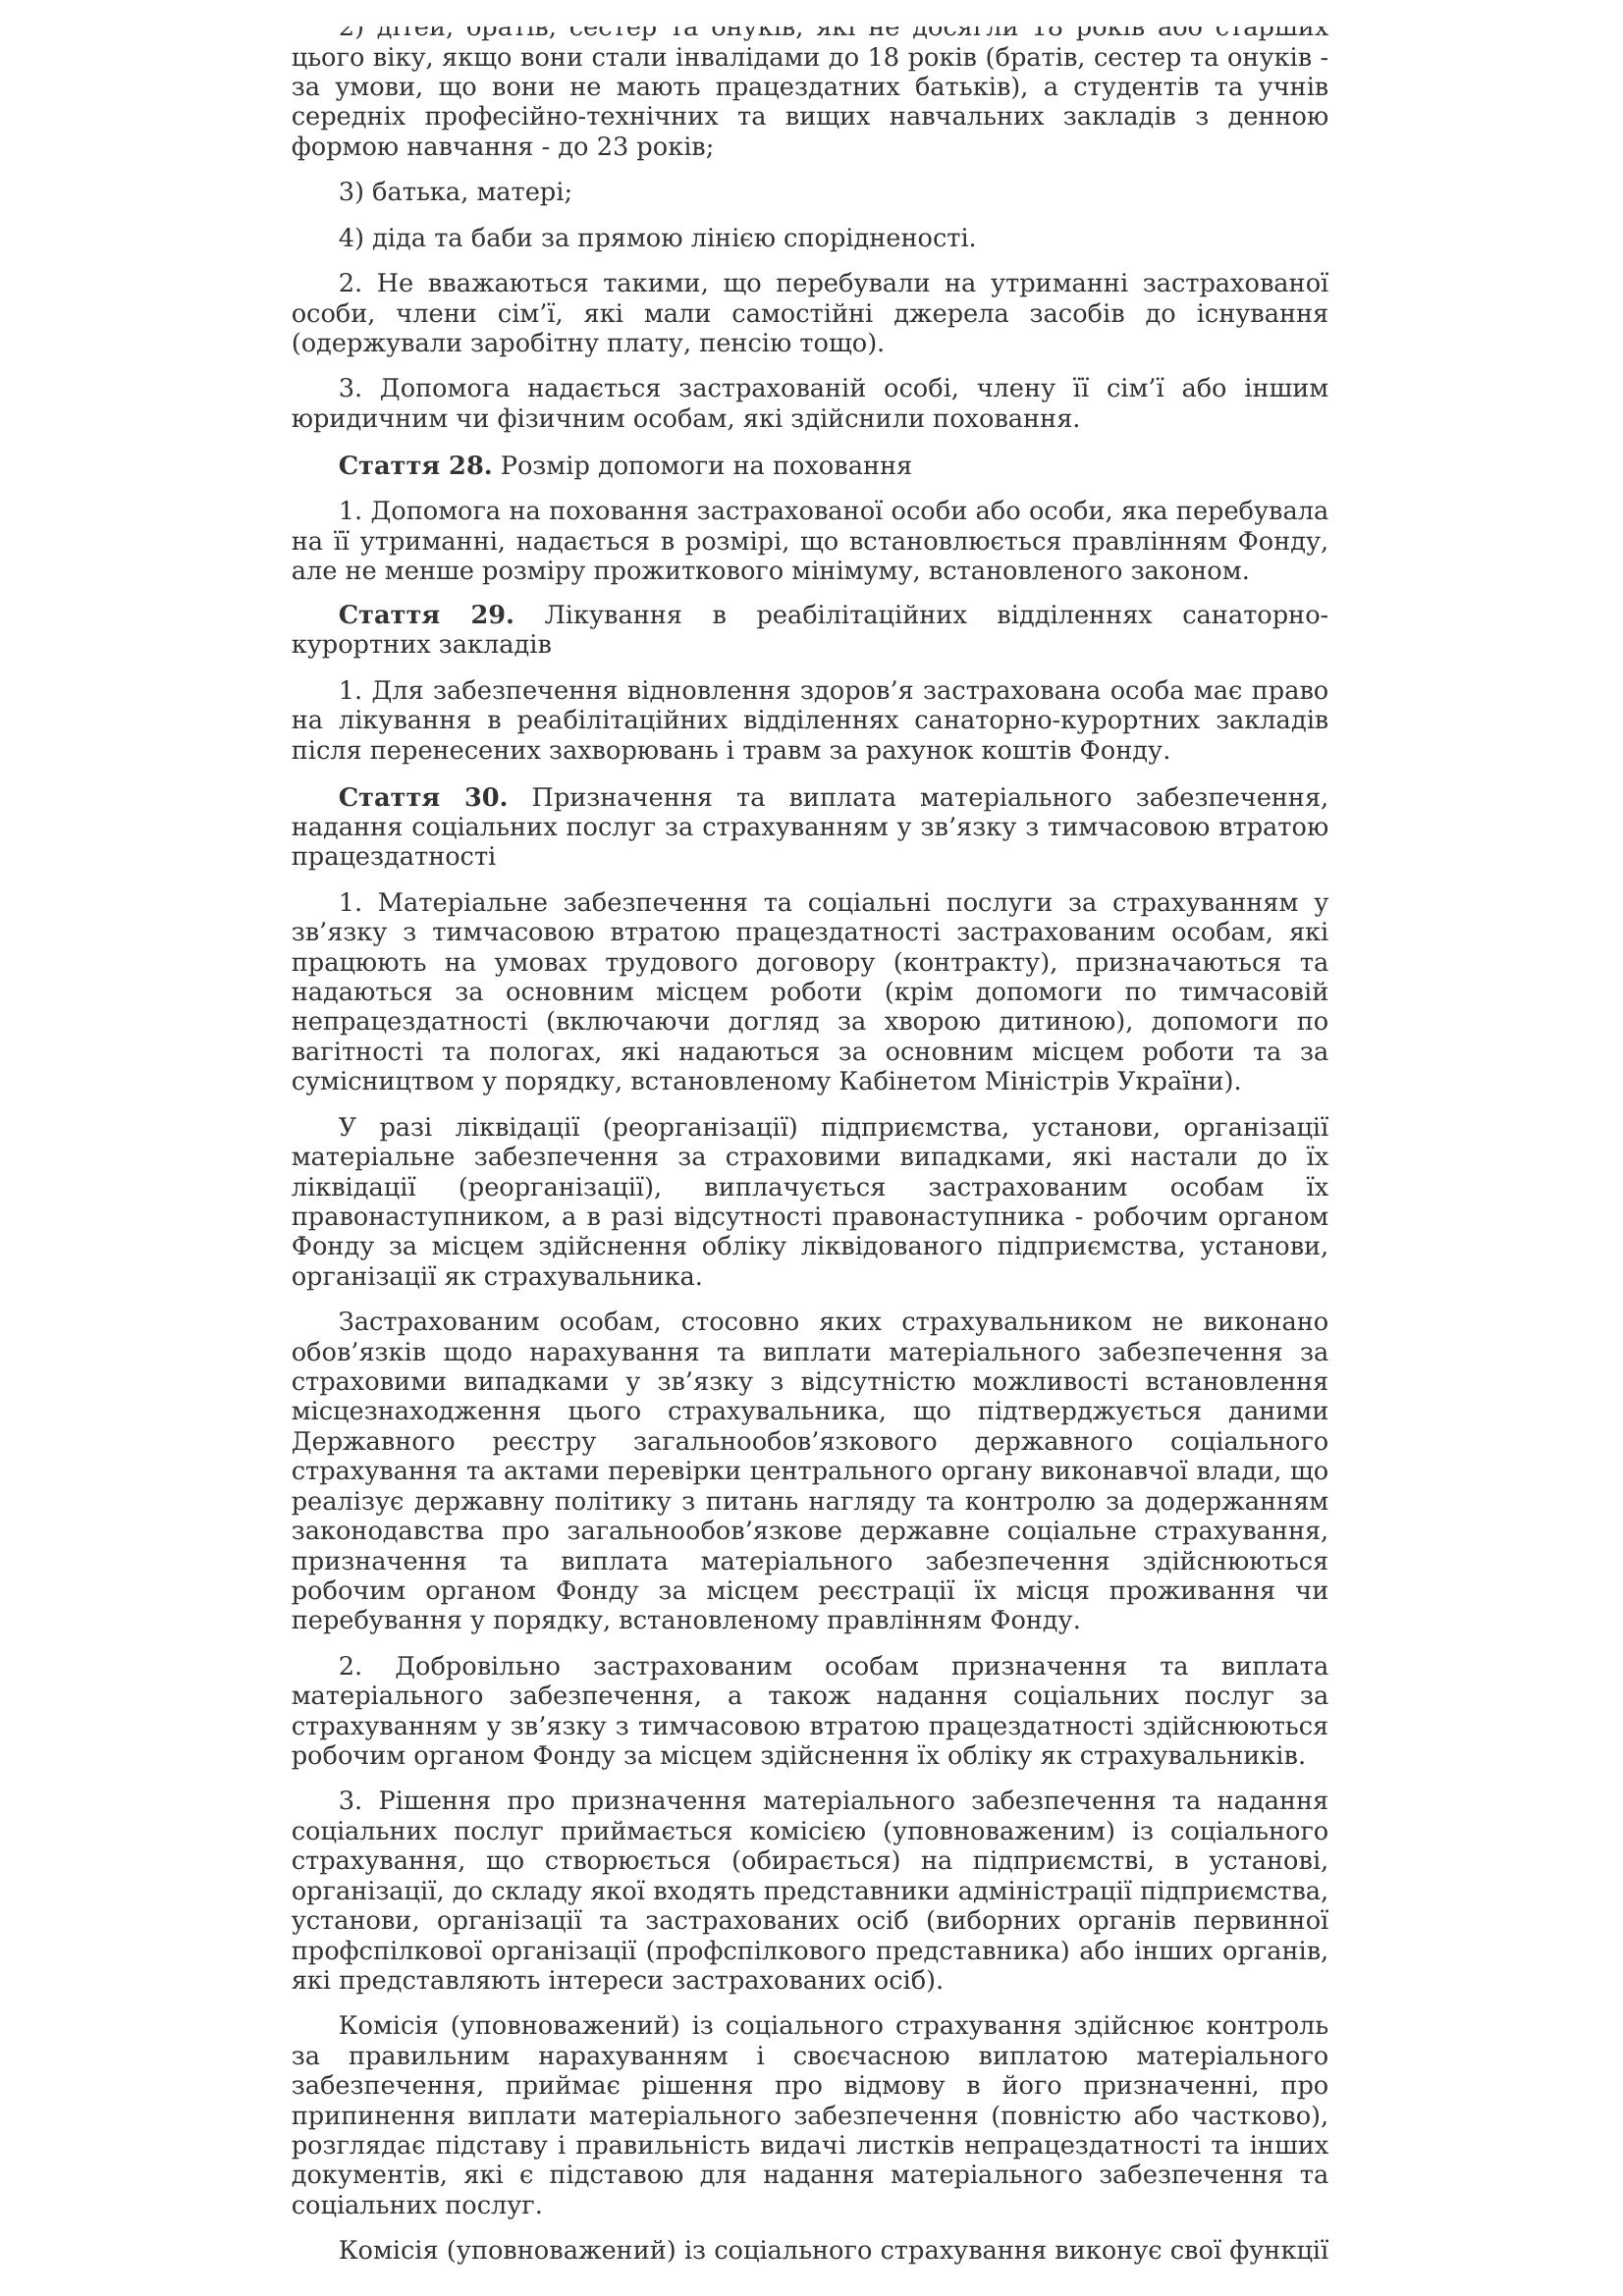 2) дітей, братів, сестер та онуків, які не досягли 18 років або старших
цього віку, якщо вони стали інвалідами до 18 років (братів, сестер та онуків -
за умови, що вони не мають працездатних батьків), а студентів та учнів
середніх професійно-технічних та вищих навчальних закладів з денною
формою навчання - до 23 років;
3) батька, матері;
4) діда та баби за прямою лінією спорідненості.
2. Не вважаються такими, що перебували на утриманні застрахованої
особи, члени сім’ї, які мали самостійні джерела засобів до існування
(одержували заробітну плату, пенсію тощо).
3. Допомога надається застрахованій особі, члену її сім’ї або іншим
юридичним чи фізичним особам, які здійснили поховання.
Стаття 28. Розмір допомоги на поховання
1. Допомога на поховання застрахованої особи або особи, яка перебувала
на її утриманні, надається в розмірі, що встановлюється правлінням Фонду,
але не менше розміру прожиткового мінімуму, встановленого законом.
Стаття 29. Лікування в реабілітаційних відділеннях санаторно-
курортних закладів
1. Для забезпечення відновлення здоров’я застрахована особа має право
на лікування в реабілітаційних відділеннях санаторно-курортних закладів
після перенесених захворювань і травм за рахунок коштів Фонду.
Стаття 30. Призначення та виплата матеріального забезпечення,
надання соціальних послуг за страхуванням у зв’язку з тимчасовою втратою
працездатності
1. Матеріальне забезпечення та соціальні послуги за страхуванням у
зв’язку з тимчасовою втратою працездатності застрахованим особам, які
працюють на умовах трудового договору (контракту), призначаються та
надаються за основним місцем роботи (крім допомоги по тимчасовій
непрацездатності (включаючи догляд за хворою дитиною), допомоги по
вагітності та пологах, які надаються за основним місцем роботи та за
сумісництвом у порядку, встановленому Кабінетом Міністрів України).
У разі ліквідації (реорганізації) підприємства, установи, організації
матеріальне забезпечення за страховими випадками, які настали до їх
ліквідації (реорганізації), виплачується застрахованим особам їх
правонаступником, а в разі відсутності правонаступника - робочим органом
Фонду за місцем здійснення обліку ліквідованого підприємства, установи,
організації як страхувальника.
Застрахованим особам, стосовно яких страхувальником не виконано
обов’язків щодо нарахування та виплати матеріального забезпечення за
страховими випадками у зв’язку з відсутністю можливості встановлення
місцезнаходження цього страхувальника, що підтверджується даними
Державного реєстру загальнообов’язкового державного соціального
страхування та актами перевірки центрального органу виконавчої влади, що
реалізує державну політику з питань нагляду та контролю за додержанням
законодавства про загальнообов’язкове державне соціальне страхування,
призначення та виплата матеріального забезпечення здійснюються
робочим органом Фонду за місцем реєстрації їх місця проживання чи
перебування у порядку, встановленому правлінням Фонду.
2. Добровільно застрахованим особам призначення та виплата
матеріального забезпечення, а також надання соціальних послуг за
страхуванням у зв’язку з тимчасовою втратою працездатності здійснюються
робочим органом Фонду за місцем здійснення їх обліку як страхувальників.
3. Рішення про призначення матеріального забезпечення та надання
соціальних послуг приймається комісією (уповноваженим) із соціального
страхування, що створюється (обирається) на підприємстві, в установі,
організації, до складу якої входять представники адміністрації підприємства,
установи, організації та застрахованих осіб (виборних органів первинної
профспілкової організації (профспілкового представника) або інших органів,
які представляють інтереси застрахованих осіб).
Комісія (уповноважений) із соціального страхування здійснює контроль
за правильним нарахуванням і своєчасною виплатою матеріального
забезпечення, приймає рішення про відмову в його призначенні, про
припинення виплати матеріального забезпечення (повністю або частково),
розглядає підставу і правильність видачі листків непрацездатності та інших
документів, які є підставою для надання матеріального забезпечення та
соціальних послуг.
Комісія (уповноважений) із соціального страхування виконує свої функції